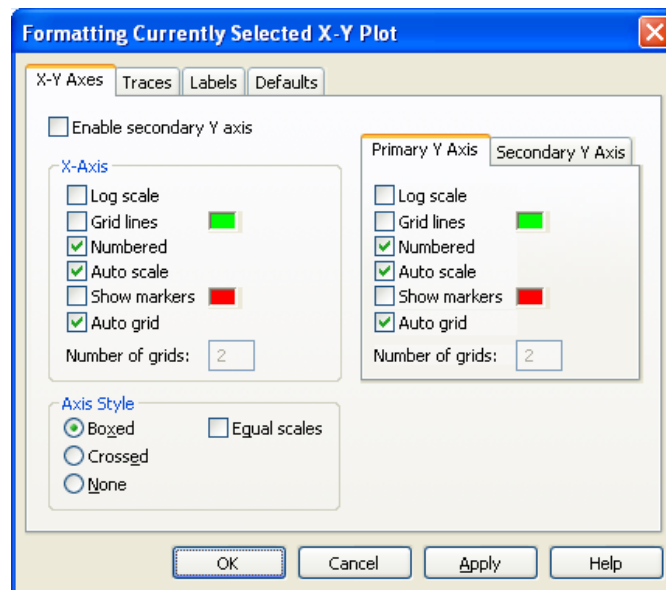 Formatting Currently Selected X-Y Plot
X-Y Axes Traces Labels Defaults
Enable secondary Y axis
X-Axis
Log scale
Grid lines
Numbered
Auto scale
Show markers
Auto grid
Number of grids: 2
Primary Y Axis Secondary Y Axis
Log scale
Grid lines
Numbered
Auto scale
Show markers
Auto grid
Number of grids: 2
Axis Style
Boxed Equal scales
Crossed
None
OK Cancel Apply Help